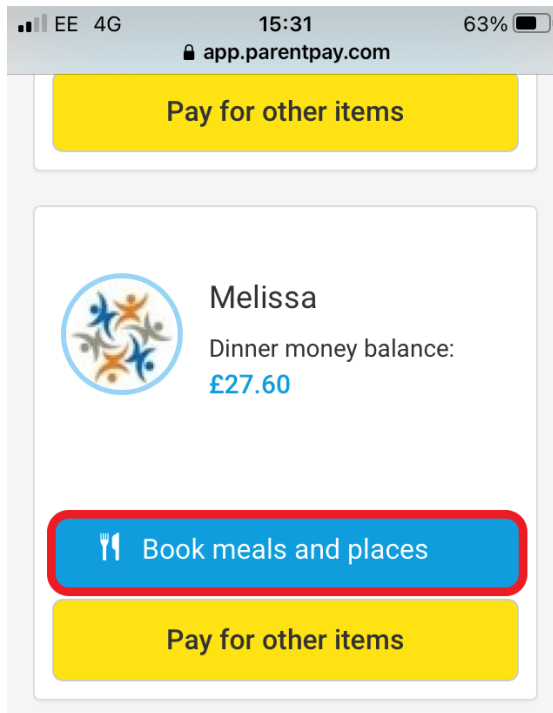 EE 4G 15:31 63%
app.parentpay.com
Pay for other items
Melissa
Dinner money balance:
£27.60
Book meals and places
Pay for other items